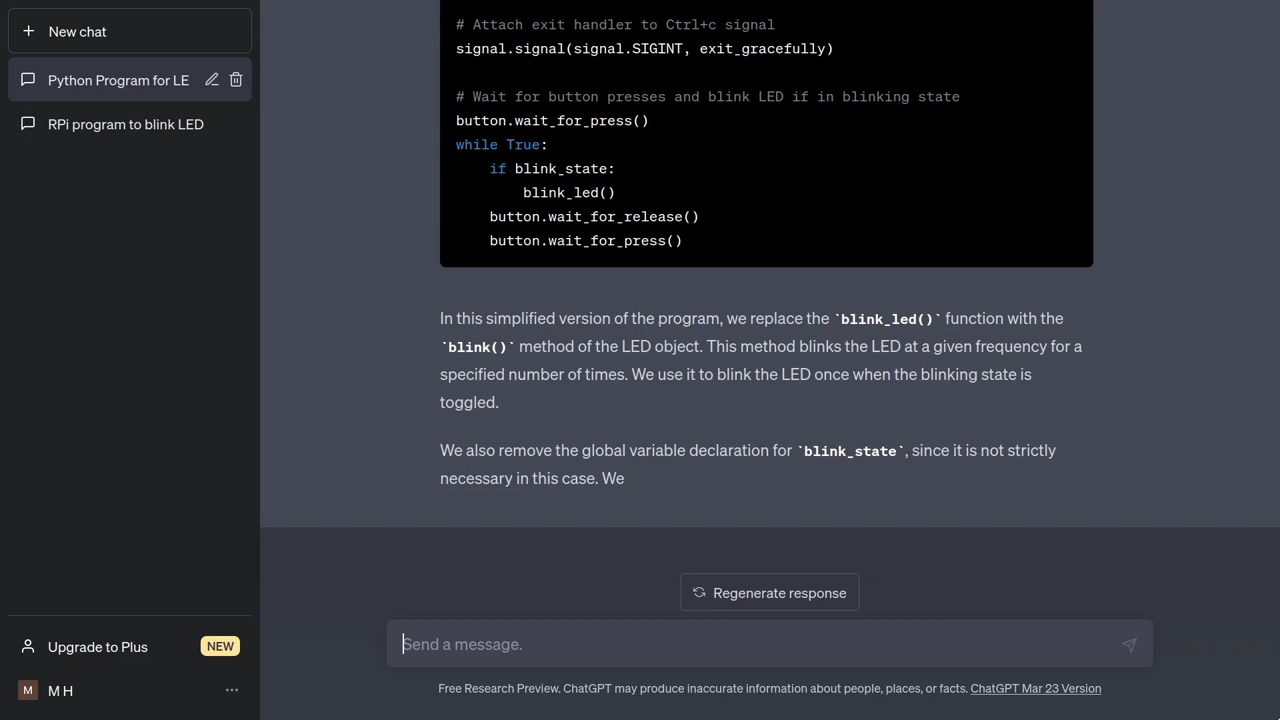 New chat
Python Program for LE
RPi program to blink LED
Upgrade to Plus NEW
M M H
# Attach exit handler to Ctrl+c signal
signal.signal(signal.SIGINT, exit_gracefully)
# Wait for button presses and blink LED if in blinking state
button.wait_for_press()
while True:
    if blink_state:
        blink_led()
    button.wait_for_release()
    button.wait_for_press()
In this simplified version of the program, we replace the `blink_led()` function with the
`blink()` method of the LED object. This method blinks the LED at a given frequency for a
specified number of times. We use it to blink the LED once when the blinking state is
toggled.
We also remove the global variable declaration for `blink_state`, since it is not strictly
necessary in this case. We
Regenerate response
Send a message.
Free Research Preview. ChatGPT may produce inaccurate information about people, places, or facts. ChatGPT Mar 23 Version